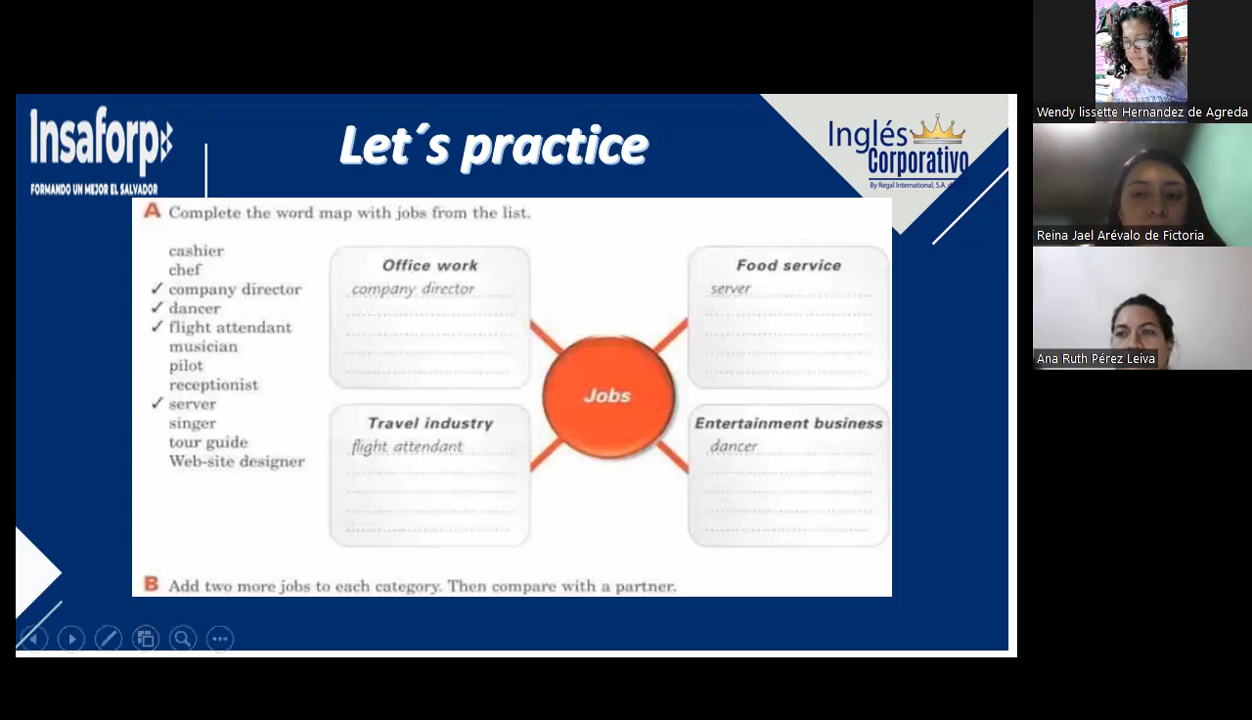 Insaforp
FORMANDO UN MEJOR EL SALVADOR
Let´s practice
Inglés
Corporativo
By Regal International, S.A.
A Complete the word map with jobs from the list.
cashier
chef
✓ company director
✓ dancer
✓ flight attendant
musician
pilot
receptionist
✓ server
singer
tour guide
Web-site designer
Office work
company director
Food service
server
Jobs
Travel industry
flight attendant
Entertainment business
dancer
B Add two more jobs to each category. Then compare with a partner.
Wendy lissette Hernandez de Agreda
Reina Jael Arévalo de Fictoria
Ana Ruth Pérez Leiva